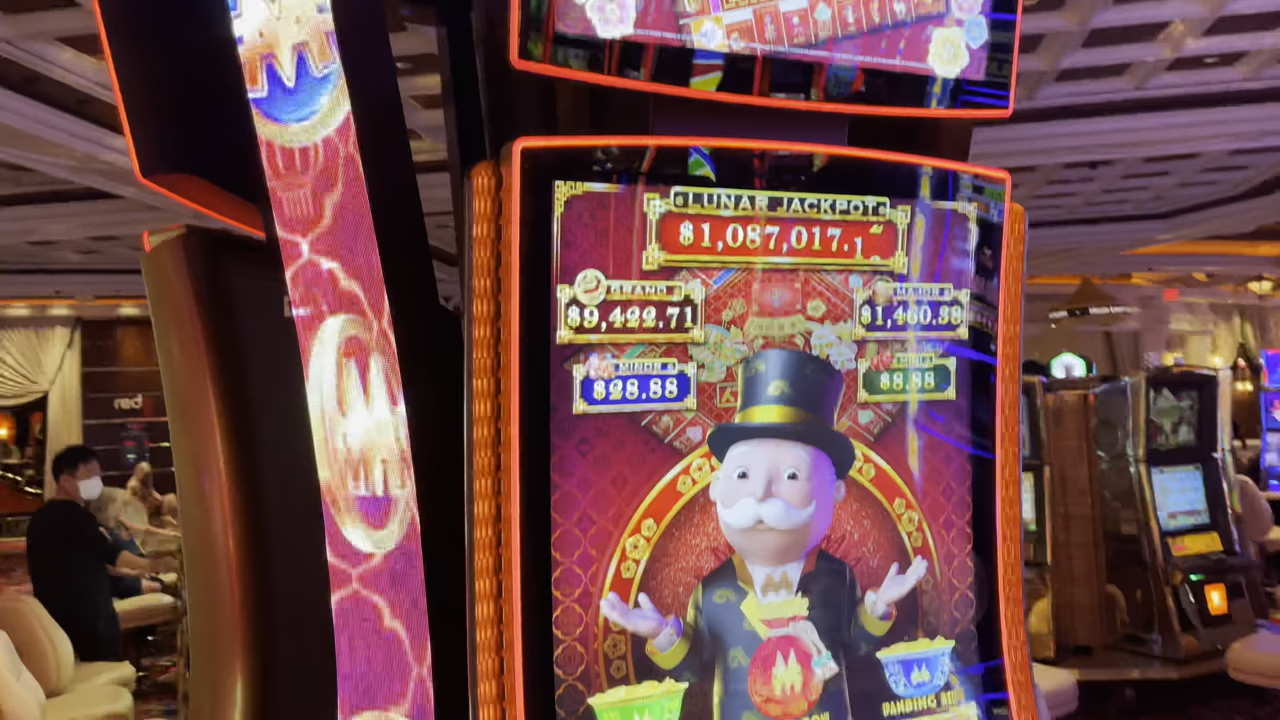 LUNAR JACKPOT
$1,087,017.1
GRAND
$9,422.71
MAJOR
$1,460.38
MINOR
$28.88
MINI
$8.88
red